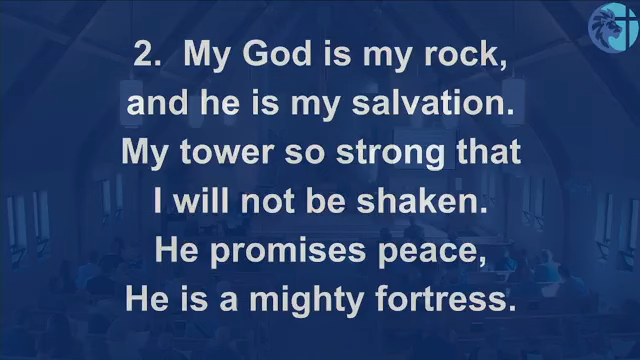 2. My God is my rock,
and he is my salvation.
My tower so strong that
I will not be shaken.
He promises peace,
He is a mighty fortress.